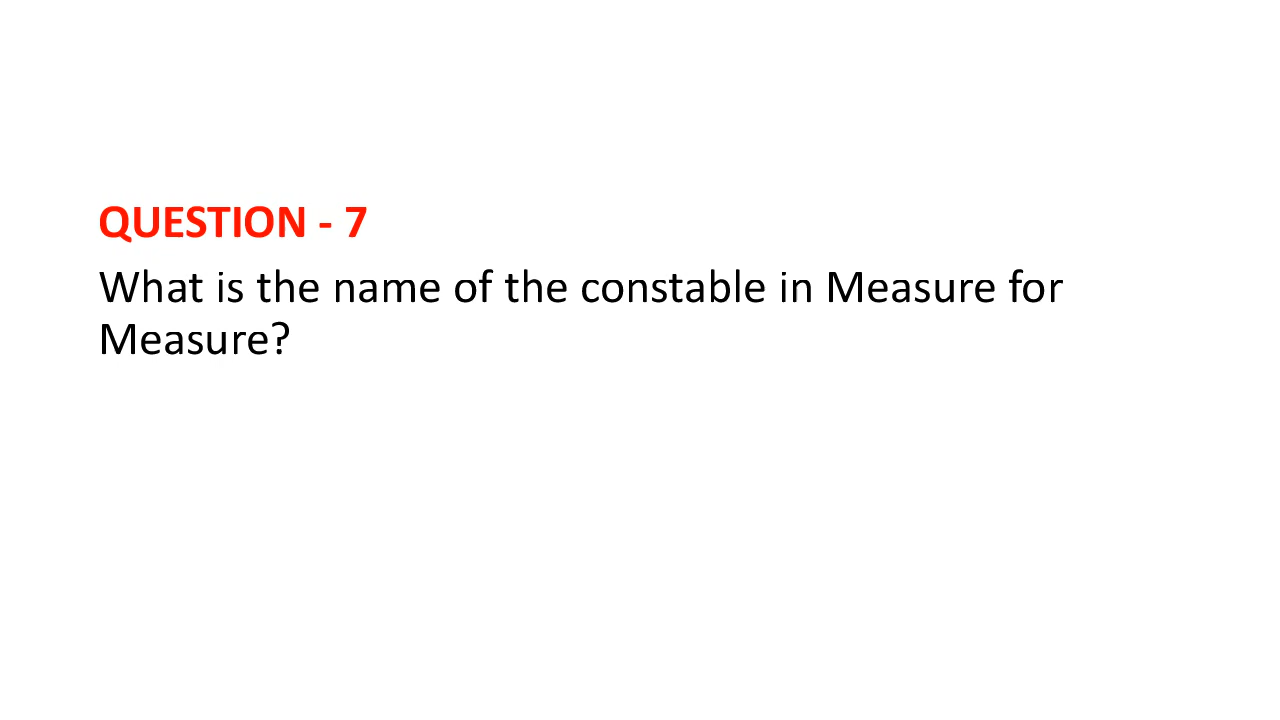 QUESTION - 7
What is the name of the constable in Measure for
Measure?